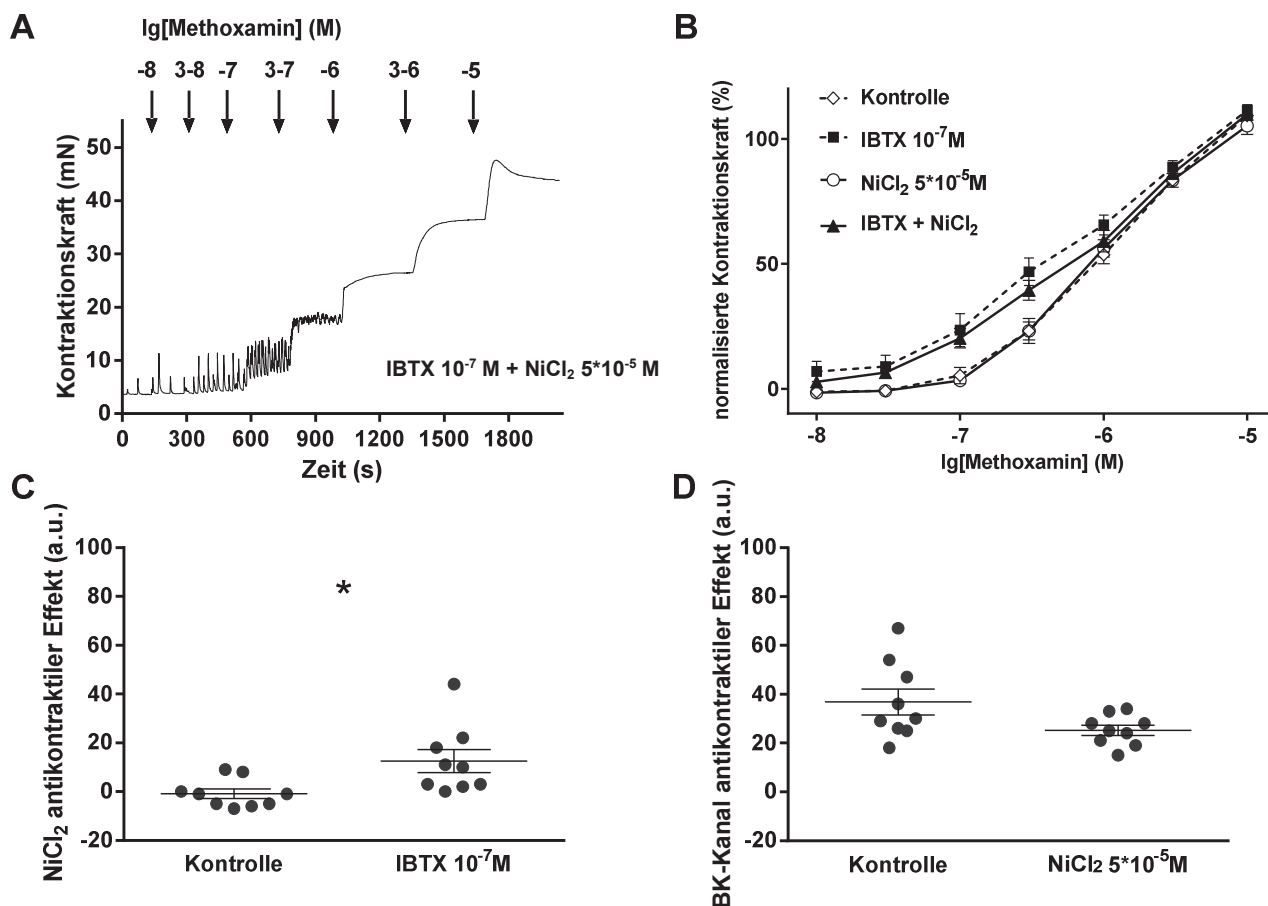 A
lg[Methoxamin] (M)
-8 3-8 -7 3-7 -6 3-6 -5
Kontraktionskraft (mN)
50
40
30
20
10
0
IBTX 10⁻⁷ M + NiCl₂ 5*10⁻⁵ M
0 300 600 900 1200 1500 1800
Zeit (s)
B
normalisierte Kontraktionskraft (%)
Kontrolle
IBTX 10⁻⁷M
NiCl₂ 5*10⁻⁵M
IBTX + NiCl₂
100
50
0
-8 -7 -6 -5
lg[Methoxamin] (M)
C
NiCl₂ antikontraktiler Effekt (a.u.)
100
80
60
40
20
0
-20
*
Kontrolle IBTX 10⁻⁷M
D
BK-Kanal antikontraktiler Effekt (a.u.)
100
80
60
40
20
0
-20
Kontrolle NiCl₂ 5*10⁻⁵M